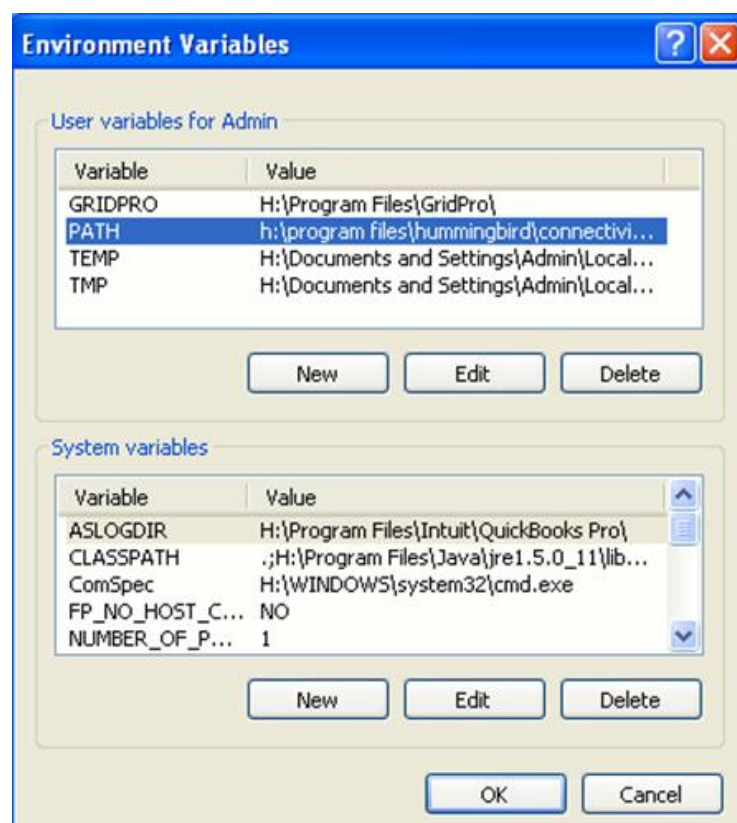 Environment Variables
User variables for Admin
Variable Value
GRIDPRO H:\Program Files\GridPro\
PATH h:\program files\hummingbird\connectivi...
TEMP H:\Documents and Settings\Admin\Local...
TMP H:\Documents and Settings\Admin\Local...
New Edit Delete
System variables
Variable Value
ASLOGDIR H:\Program Files\Intuit\QuickBooks Pro\
CLASSPATH .;H:\Program Files\Java\jre1.5.0_11\lib...
ComSpec H:\WINDOWS\system32\cmd.exe
FP_NO_HOST_C... NO
NUMBER_OF_P... 1
New Edit Delete
OK Cancel